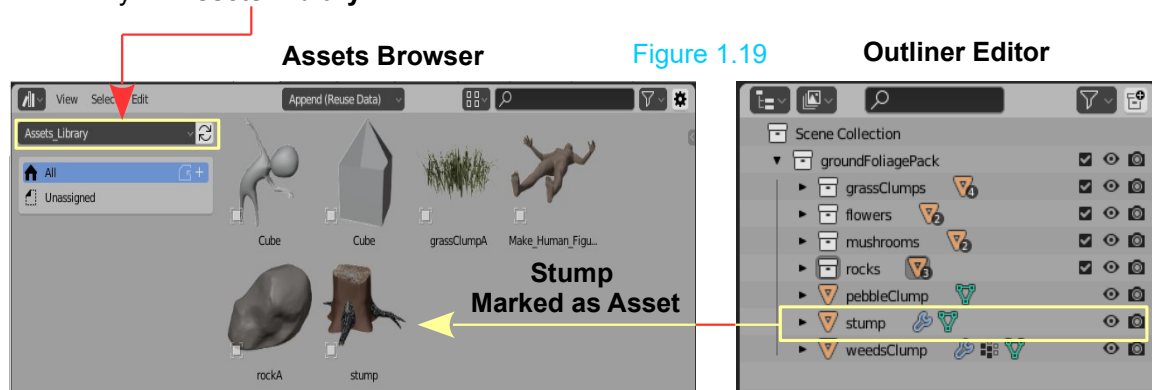 Assets Browser
Figure 1.19
Outliner Editor
View Select Edit
Append (Reuse Data)
Assets_Library
All
Unassigned
Cube
Cube
grassClumpA
Make_Human_Figu...
Stump
Marked as Asset
rockA
stump
Scene Collection
groundFoliagePack
grassClumps
4
flowers
2
mushrooms
2
rocks
3
pebbleClump
stump
weedsClump